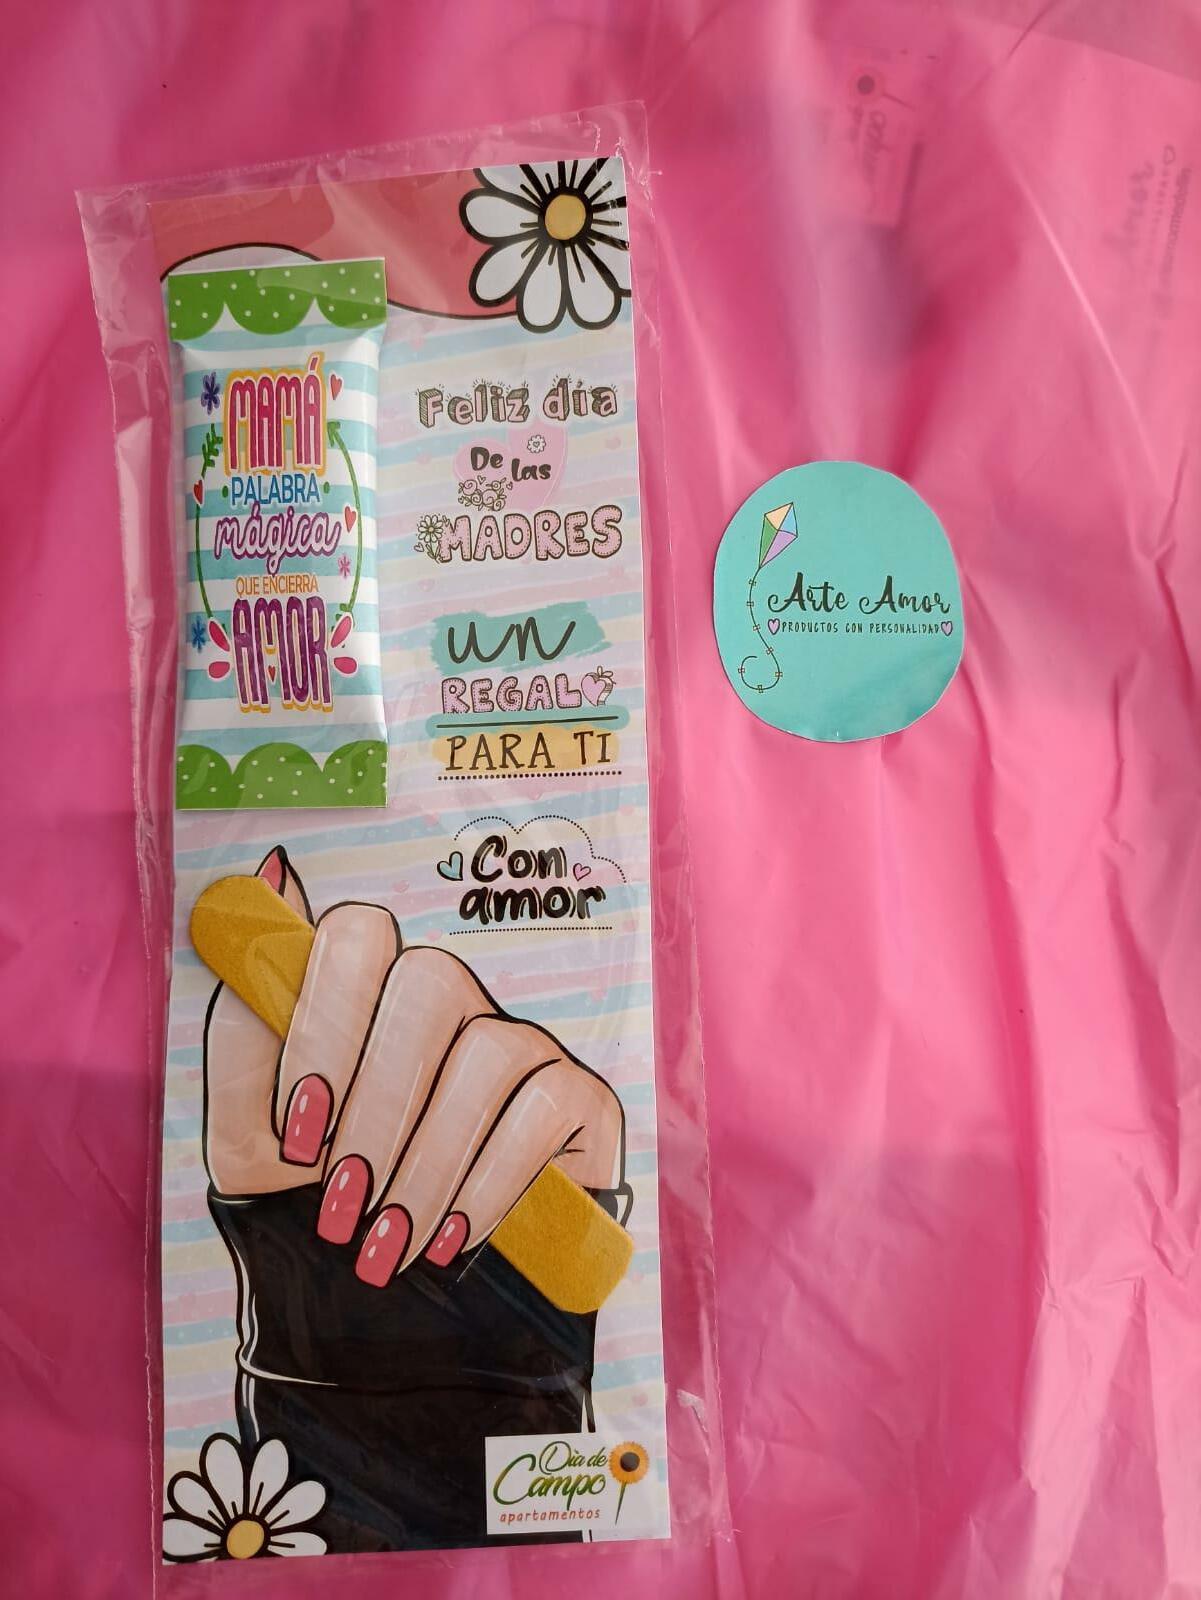 MAMÁ
PALABRA
mágica
QUE ENCIERRA
AMOR
Feliz día
De las
MADRES
un
REGALO
PARA TI
Con
amor
Día de
Campo
apartamentos
Arte Amor
PRODUCTOS CON PERSONALIDAD